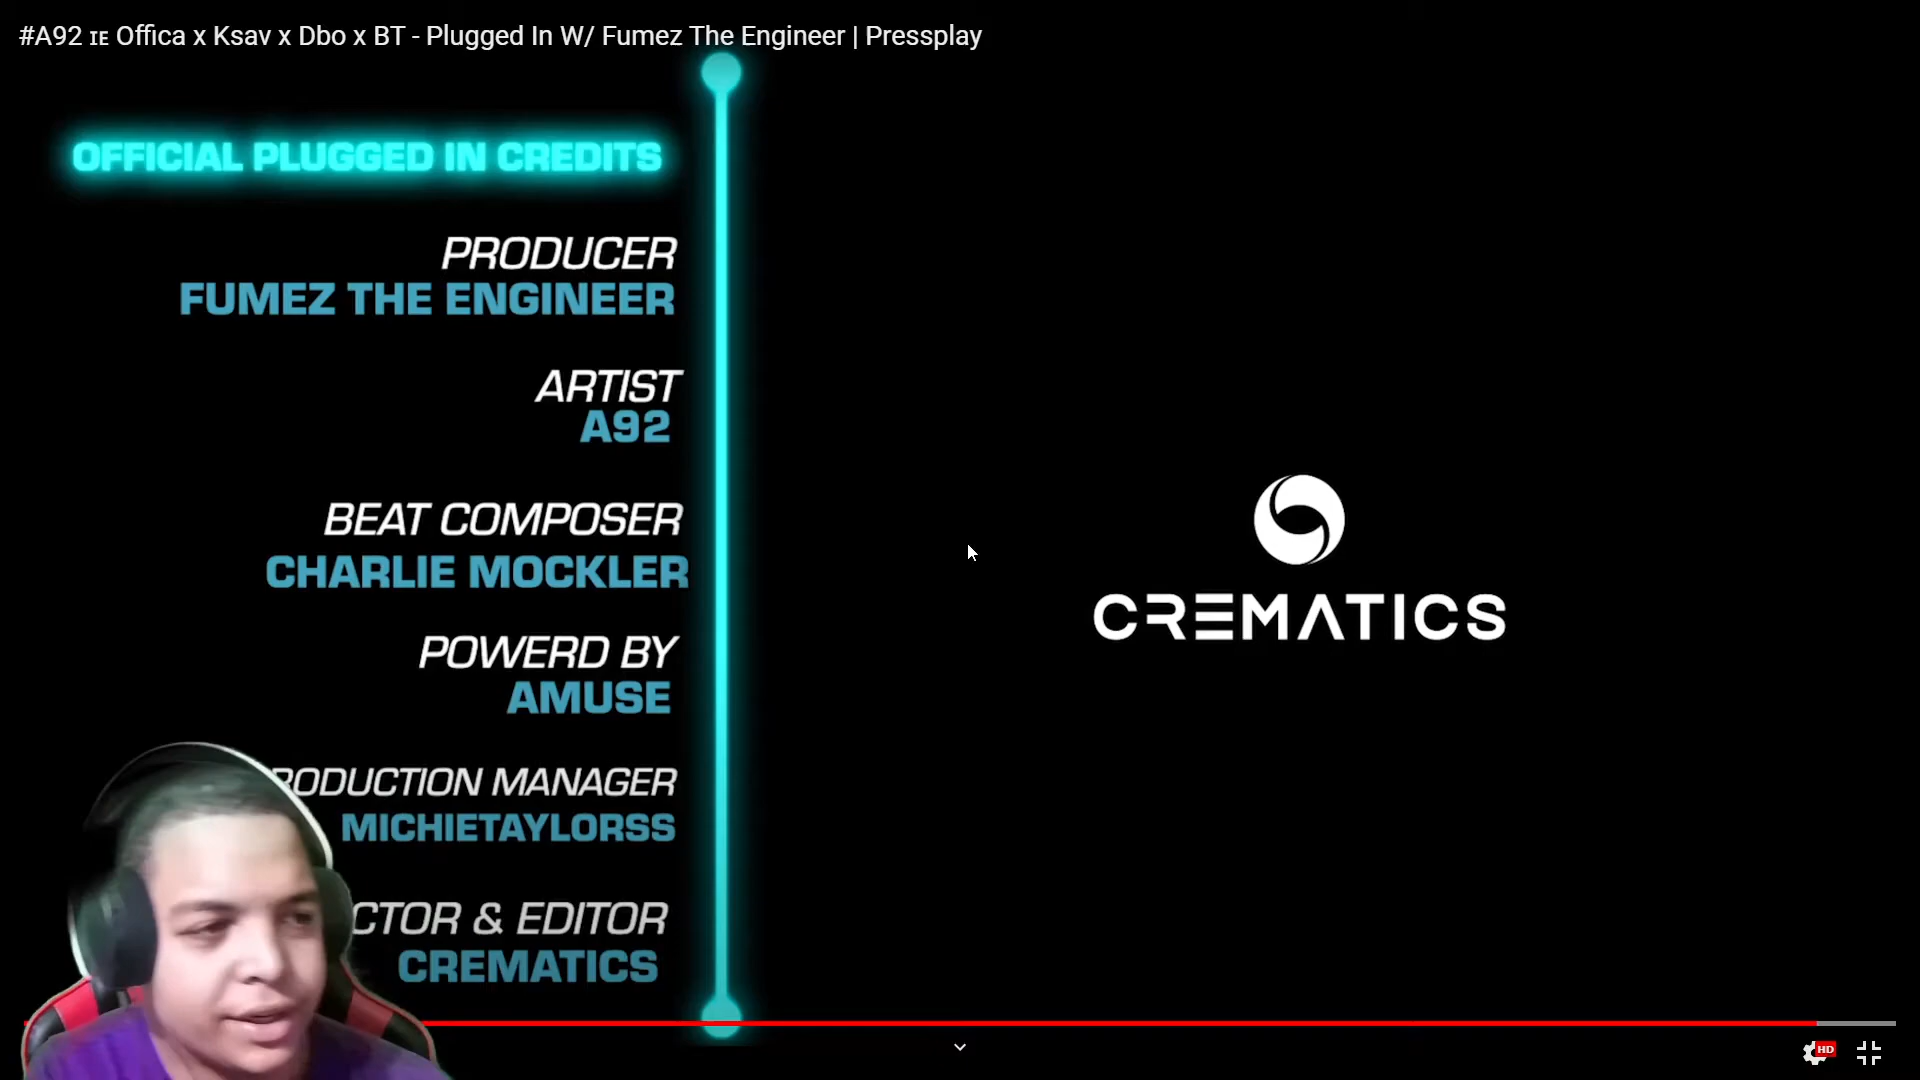 #A92 ɪᴇ Offica x Ksav x Dbo x BT - Plugged In W/ Fumez The Engineer | Pressplay
OFFICIAL PLUGGED IN CREDITS
PRODUCER
FUMEZ THE ENGINEER
ARTIST
A92
BEAT COMPOSER
CHARLIE MOCKLER
POWERD BY
AMUSE
RODUCTION MANAGER
MICHIETAYLORSS
CTOR & EDITOR
CREMATICS
CREMATICS
HD